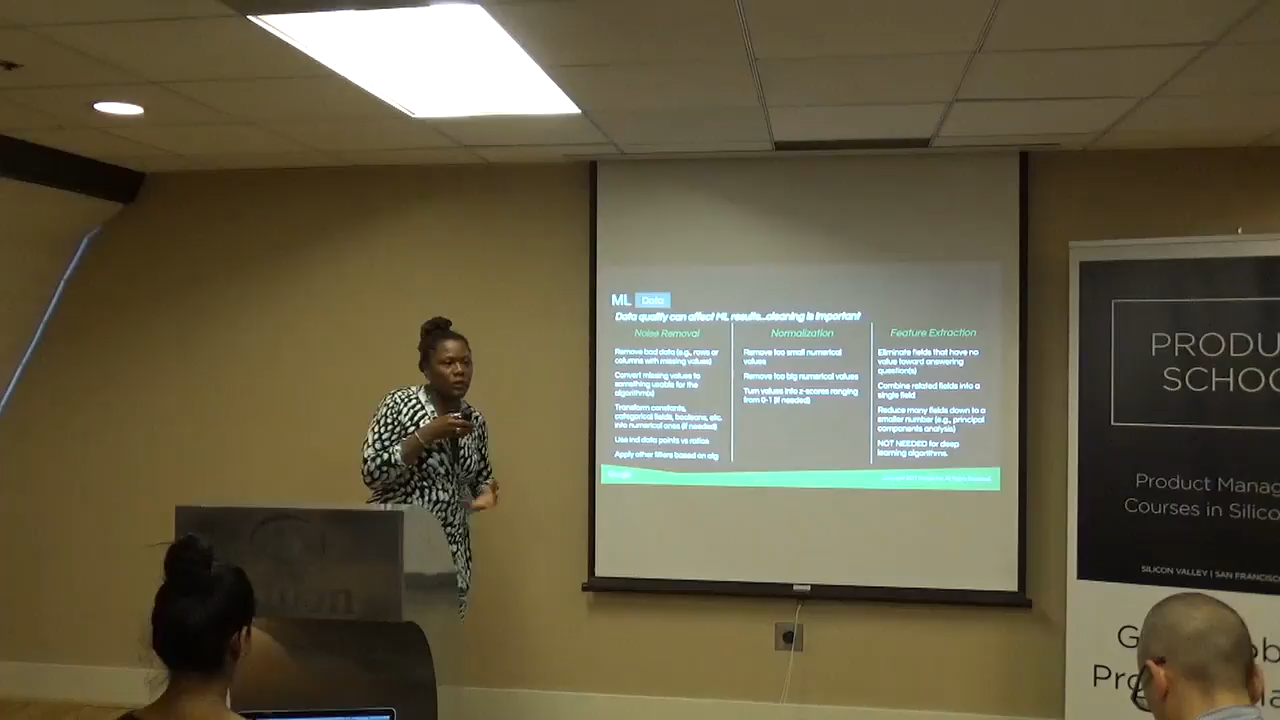 ML Data
Data quality can affect ML results...cleaning is important
Noise Removal
Remove bad data (e.g., rows or
columns with missing values)
Convert missing values to
something usable for the
algorithm(s)
Transform constants,
categorical fields, booleans, etc.
into numerical ones (if needed)
Use ind data points vs ratios
Apply other filters based on alg
Normalization
Remove too small numerical
values
Remove too big numerical values
Turn values into z-scores ranging
from 0-1 (if needed)
Feature Extraction
Eliminate fields that have no
value toward answering
question(s)
Combine related fields into a
single field
Reduce many fields down to a
smaller number (e.g., principal
components analysis)
NOT NEEDED for deep
learning algorithms.
PRODU
SCHOO
Product Manag
Courses in Silico
SILICON VALLEY | SAN FRANCISC